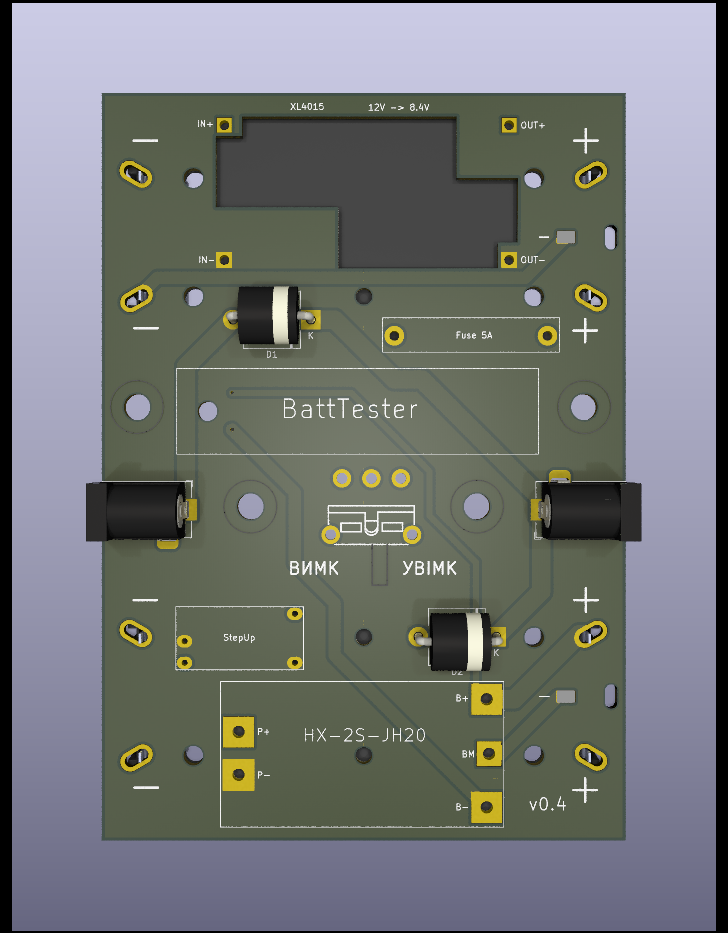 XL4015 12V -> 8.4V
IN+ OUT+
— +
—
IN- OUT-
— +
K
Fuse 5A
D1
BattTester
ВИМК УВІМК
— +
StepUp
K
D2
B+ —
P+ HX-2S-JH20
BM
P-
B-
— +
v0.4